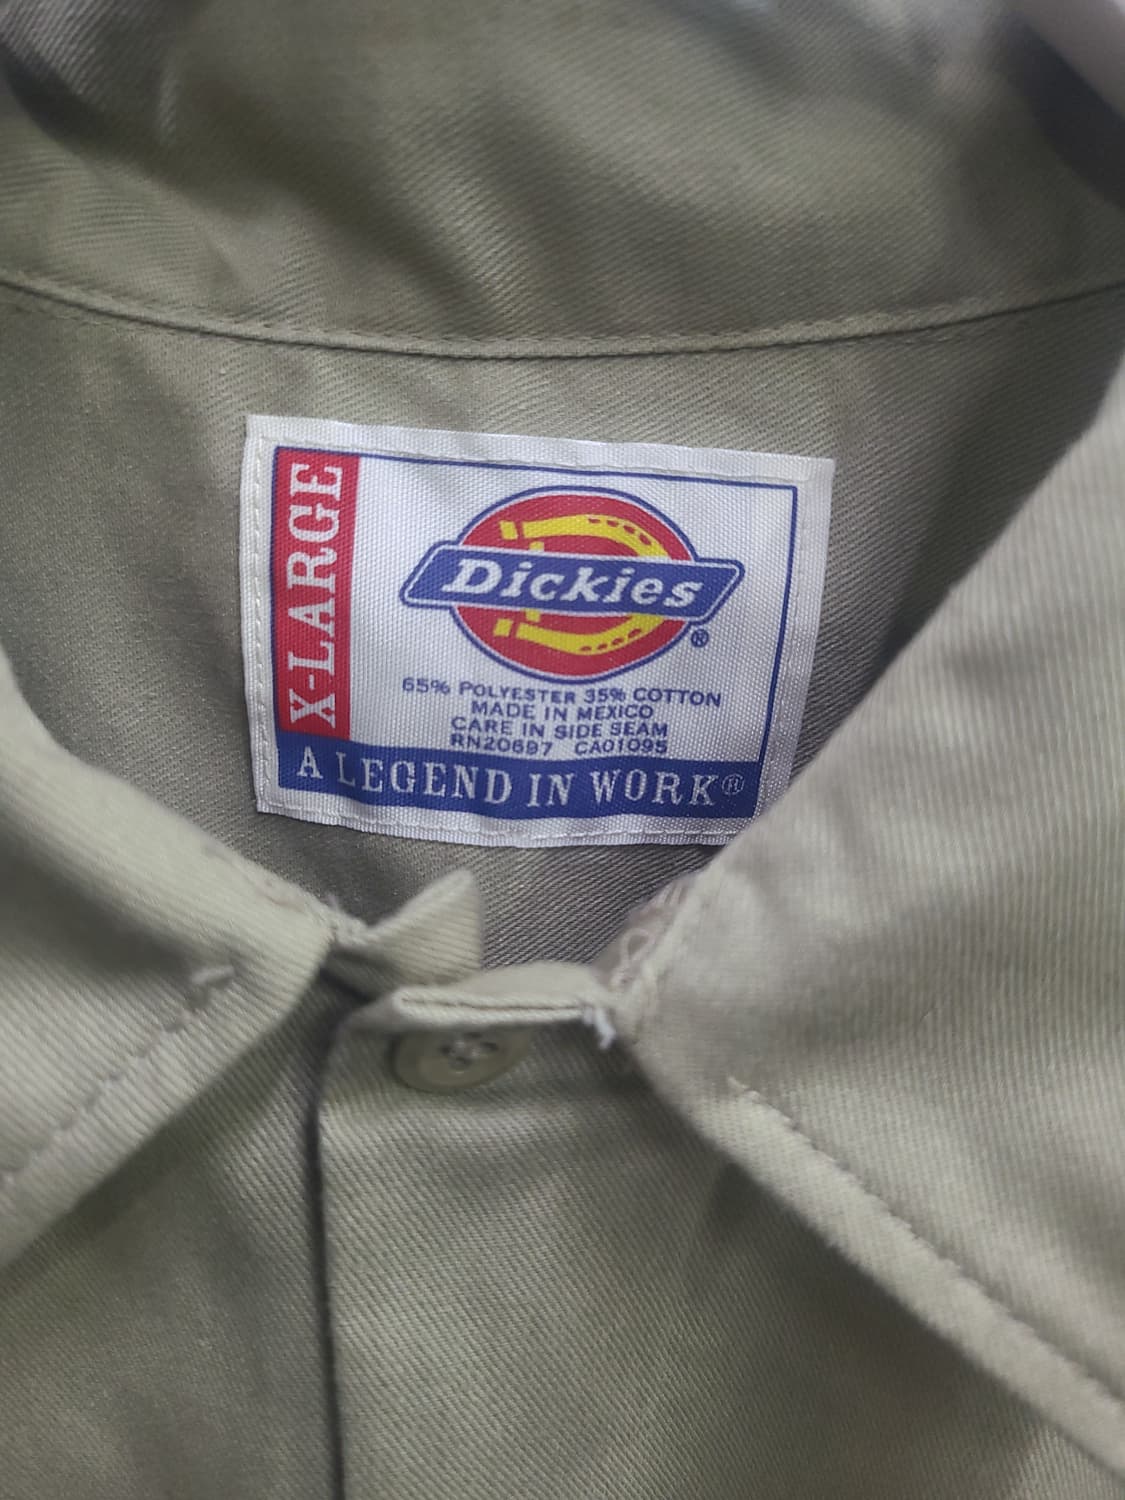 X-LARGE
Dickies®
65% POLYESTER 35% COTTON
MADE IN MEXICO
CARE IN SIDE SEAM
RN20697 CA01095
A LEGEND IN WORK®